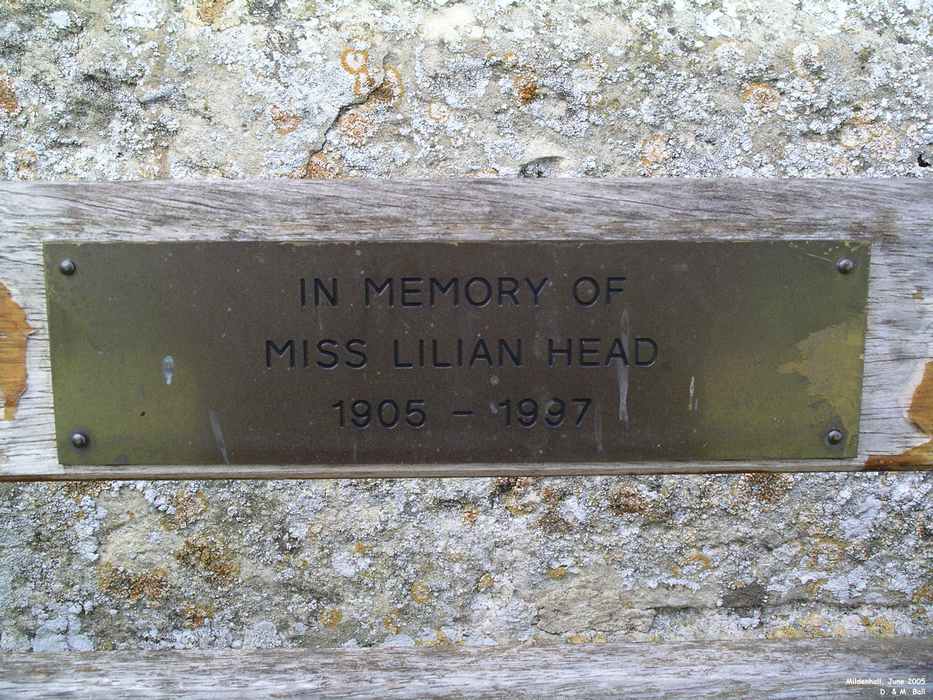 IN MEMORY OF
MISS LILIAN HEAD
1905 – 1997
Mildenhall, June 2005
D. & M. Ball